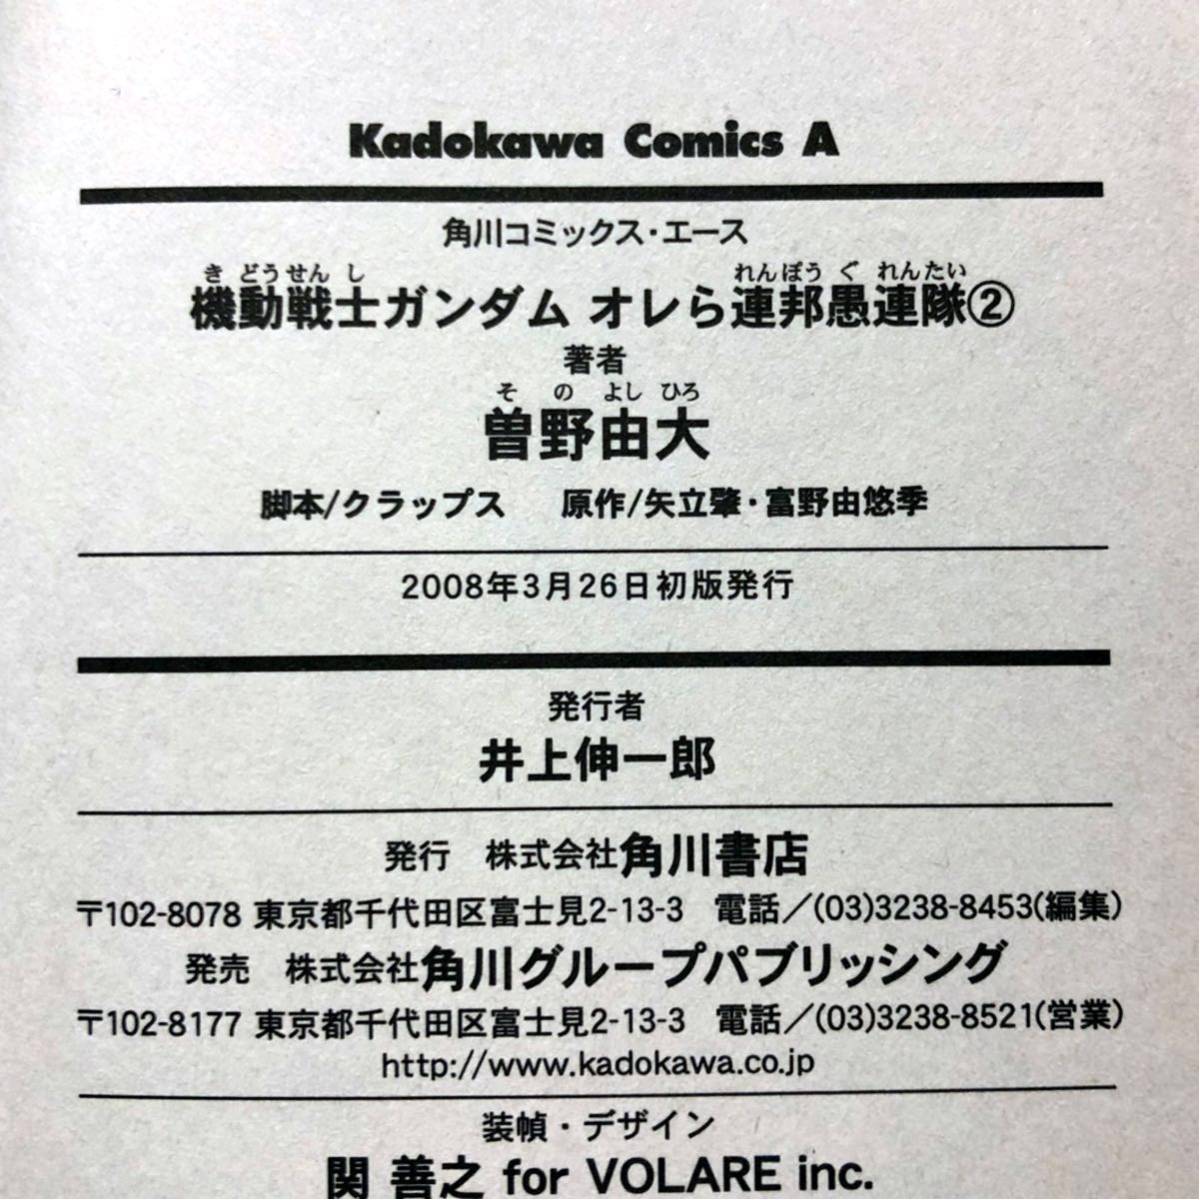 Kadokawa Comics A
角川コミックス・エース
き どうせん し れんぽう ぐ れんたい
機動戦士ガンダム オレら連邦愚連隊②
著者
そ の よし ひろ
曽野由大
脚本/クラップス 原作/矢立肇・富野由悠季
2008年3月26日初版発行
発行者
井上伸一郎
発行 株式会社角川書店
〒102-8078 東京都千代田区富士見2-13-3 電話／(03)3238-8453(編集)
発売 株式会社角川グループパブリッシング
〒102-8177 東京都千代田区富士見2-13-3 電話／(03)3238-8521(営業)
http://www.kadokawa.co.jp
装幀・デザイン
関 善之 for VOLARE inc.